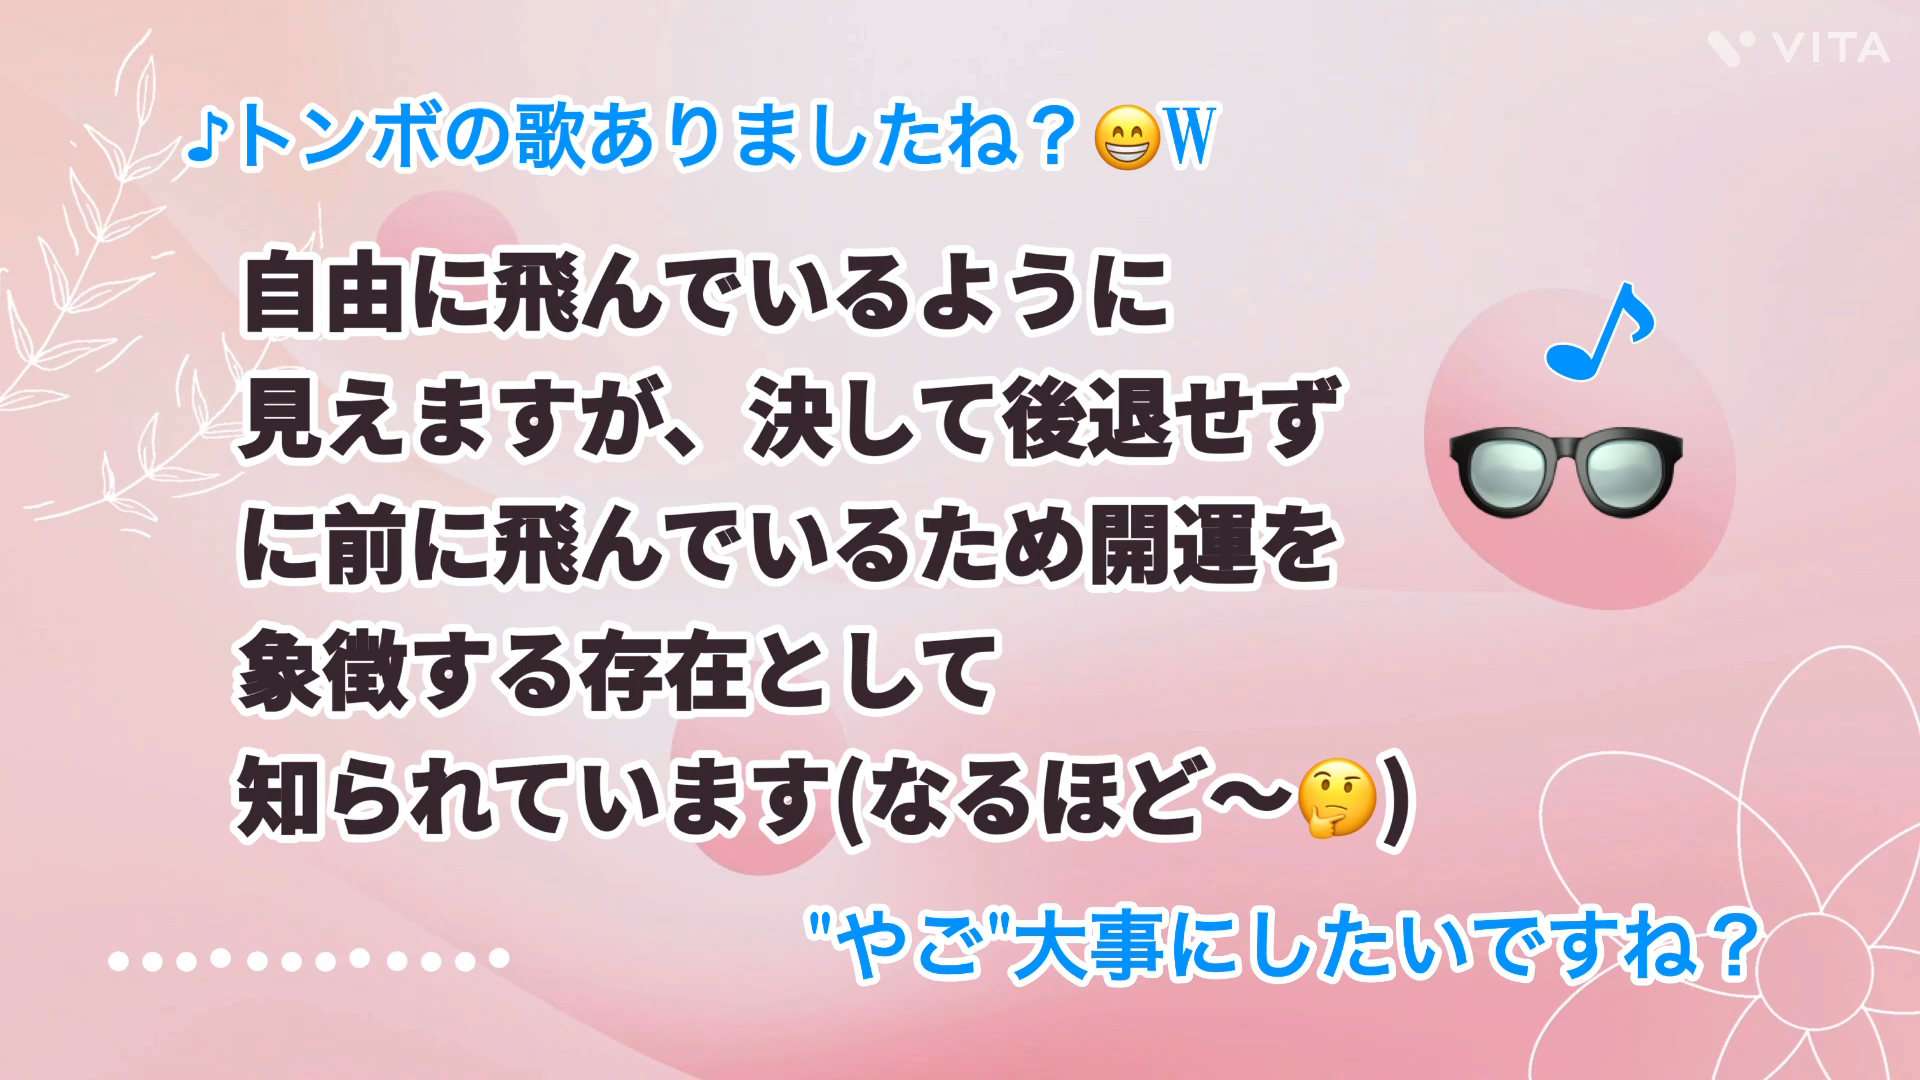 VITA
♪トンボの歌ありましたね？😁W
自由に飛んでいるように
見えますが、決して後退せず
に前に飛んでいるため開運を
象徴する存在として
知られています(なるほど〜🤔)
"やご"大事にしたいですね？